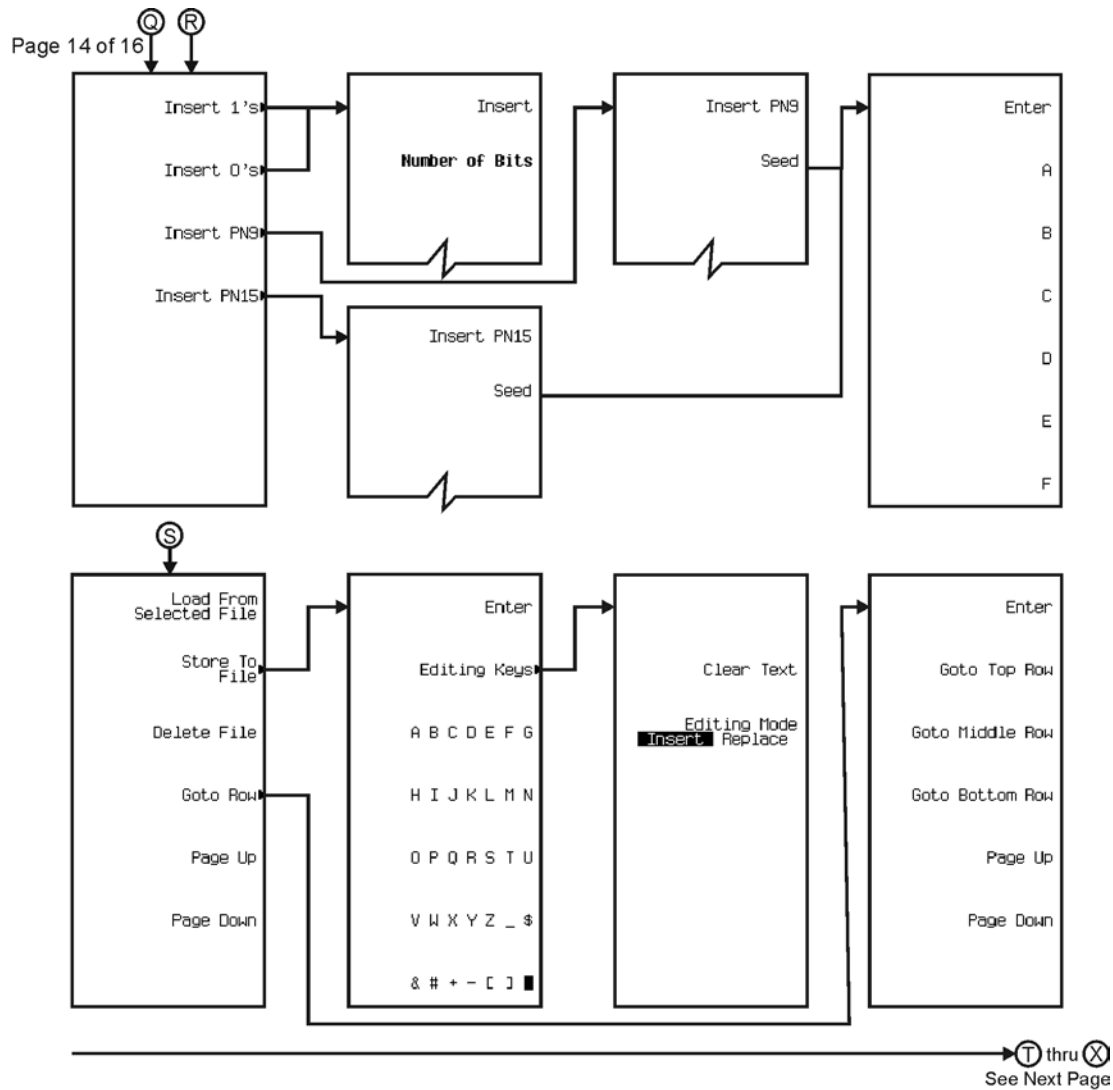 Q R
Page 14 of 16
Insert 1's
Insert 0's
Insert PN9
Insert PN15
Insert
Number of Bits
Insert PN9
Seed
Insert PN15
Seed
Enter
A
B
C
D
E
F
S
Load From
Selected File
Store To
File
Delete File
Goto Row
Page Up
Page Down
Enter
Editing Keys
A B C D E F G
H I J K L M N
O P Q R S T U
V W X Y Z _ $
& # + - [ ]
Clear Text
Editing Mode
Insert Replace
Enter
Goto Top Row
Goto Middle Row
Goto Bottom Row
Page Up
Page Down
T thru X
See Next Page